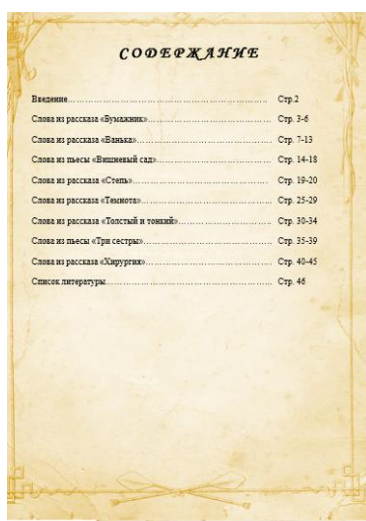 СОДЕРЖАНИЕ
Введение…………………………………………………… Стр.2
Слова из рассказа «Бумажник»……………………………… Стр. 3-6
Слова из рассказа «Ванька»………………………………… Стр. 7-13
Слова из пьесы «Вишневый сад»…………………………… Стр. 14-18
Слова из рассказа «Степь»…………………………………… Стр. 19-20
Слова из рассказа «Темнота»………………………………… Стр. 25-29
Слова из рассказа «Толстый и тонкий»……………………… Стр. 30-34
Слова из пьесы «Три сестры»………………………………… Стр. 35-39
Слова из рассказа «Хирургия»……………………………… Стр. 40-45
Список литературы…………………………………………… Стр. 46